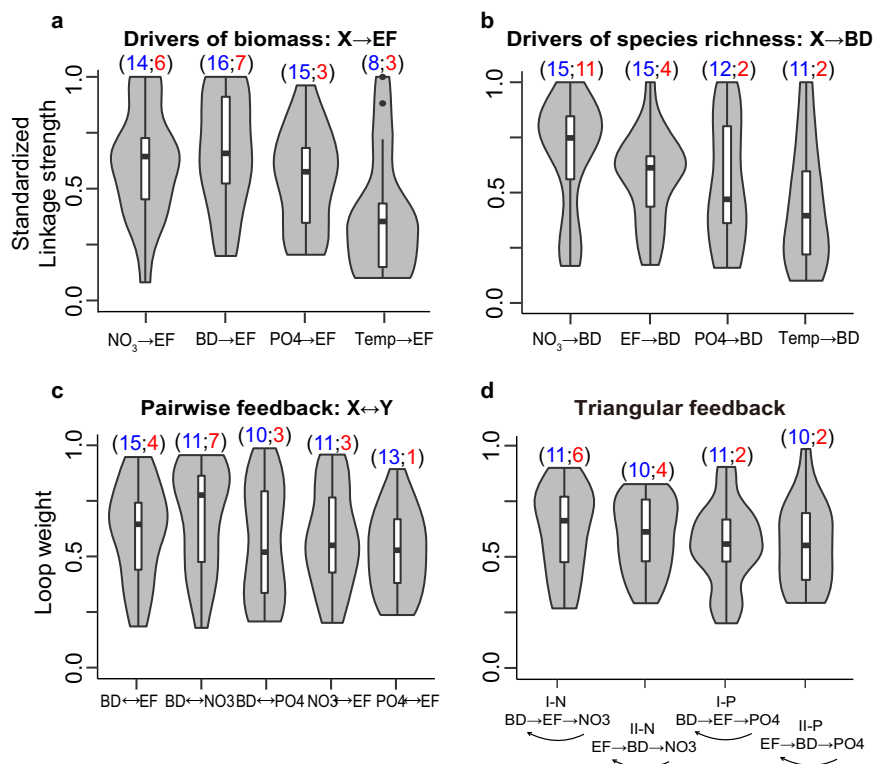 a
Drivers of biomass: X→EF
(14;6) (16;7) (15;3) (8;3)
Standardized
Linkage strength
1.0
0.5
0.0
NO₃→EF BD→EF PO4→EF Temp→EF
b
Drivers of species richness: X→BD
(15;11) (15;4) (12;2) (11;2)
1.0
0.5
0.0
NO₃→BD EF→BD PO4→BD Temp→BD
c
Pairwise feedback: X↔Y
(15;4) (11;7) (10;3) (11;3) (13;1)
Loop weight
1.0
0.5
0.0
BD↔EF BD↔NO3 BD↔PO4 NO3↔EF PO4↔EF
d
Triangular feedback
(11;6) (10;4) (11;2) (10;2)
1.0
0.5
0.0
I-N
BD→EF→NO3
II-N
EF→BD→NO3
I-P
BD→EF→PO4
II-P
EF→BD→PO4